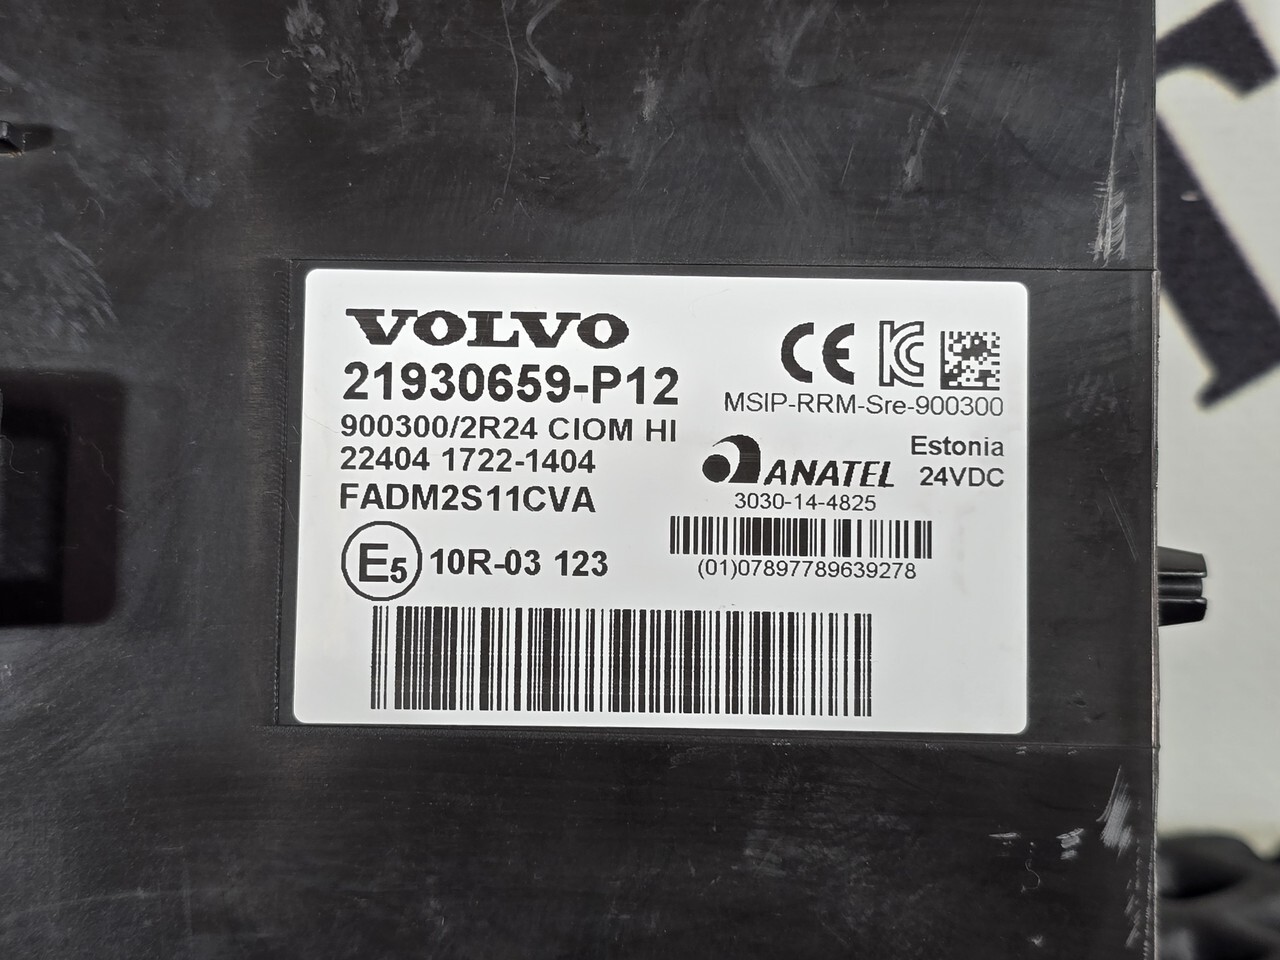 VOLVO
21930659-P12
900300/2R24 CIOM HI
22404 1722-1404
FADM2S11CVA
E5 10R-03 123
CE KC
MSIP-RRM-Sre-900300
Estonia
ANATEL 24VDC
3030-14-4825
(01)07897789639278